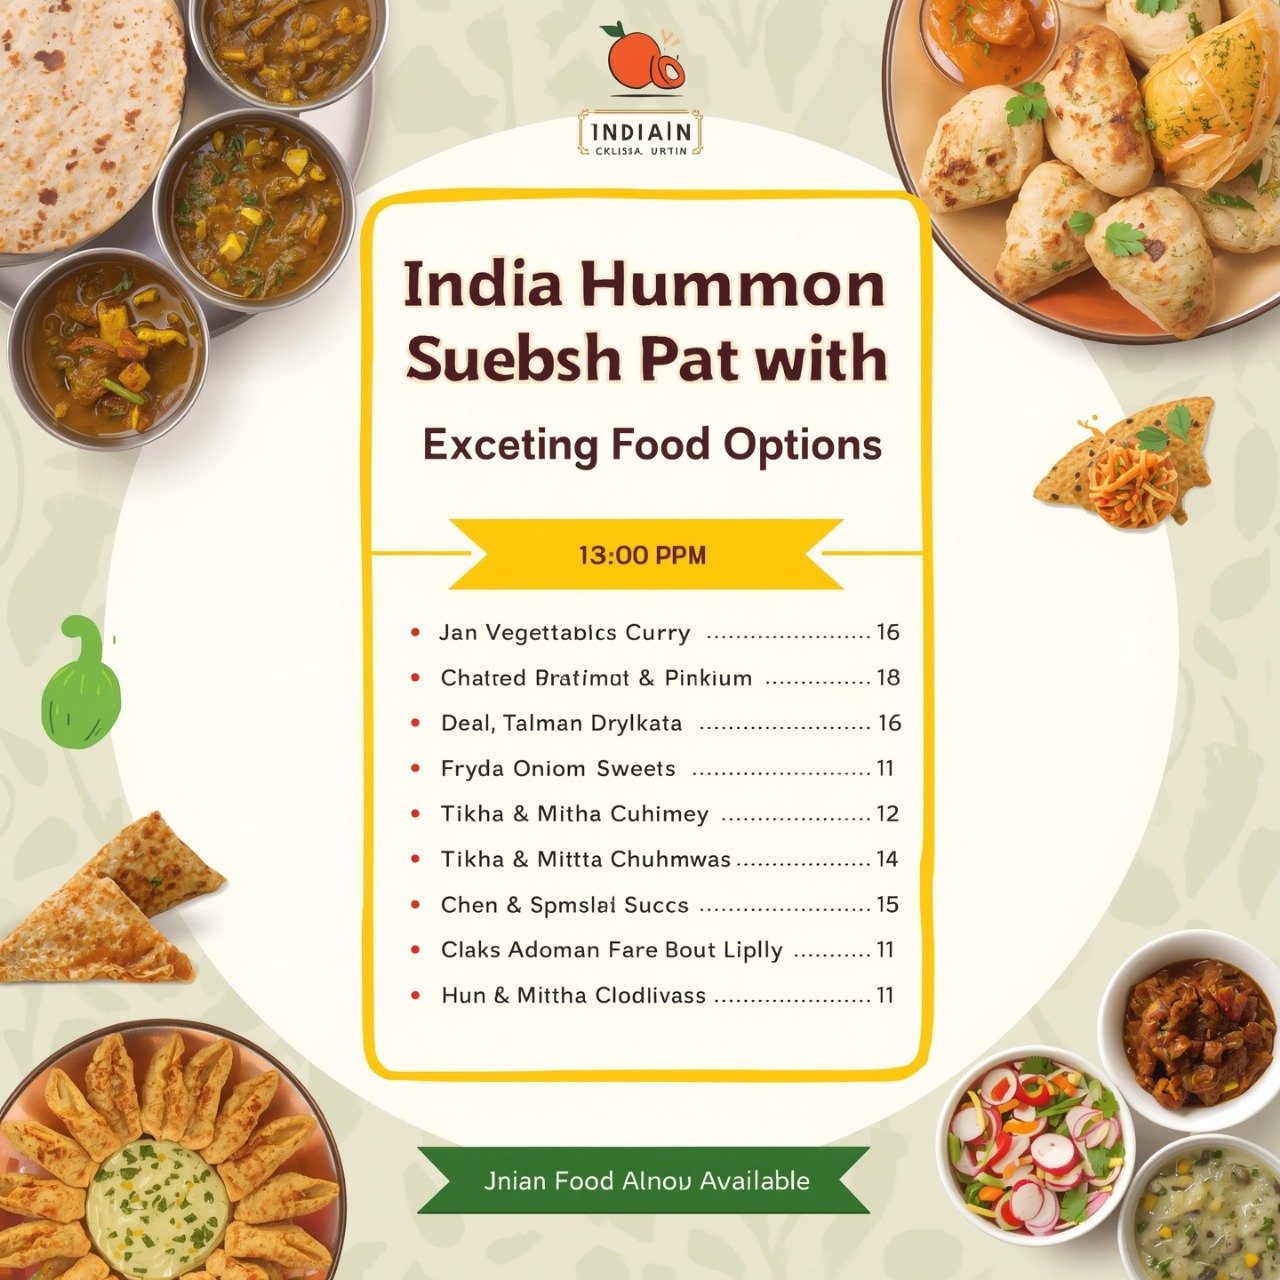 INDIAIN
CKLISSA. URTIN
India Hummon
Suebsh Pat with
Exceting Food Options
13:00 PPM
• Jan Vegettabics Curry ........................ 16
• Chatred Bratimot & Pinkium ............... 18
• Deal, Talman Drylkata ........................ 16
• Fryda Oniom Sweets ......................... 11
• Tikha & Mitha Cuhimey ..................... 12
• Tikha & Mittta Chuhmwas................... 14
• Chen & Spmslal Succs ........................ 15
• Claks Adoman Fare Bout Liplly ........... 11
• Hun & Mittha Clodlivass ...................... 11
Jnian Food Alnou Available